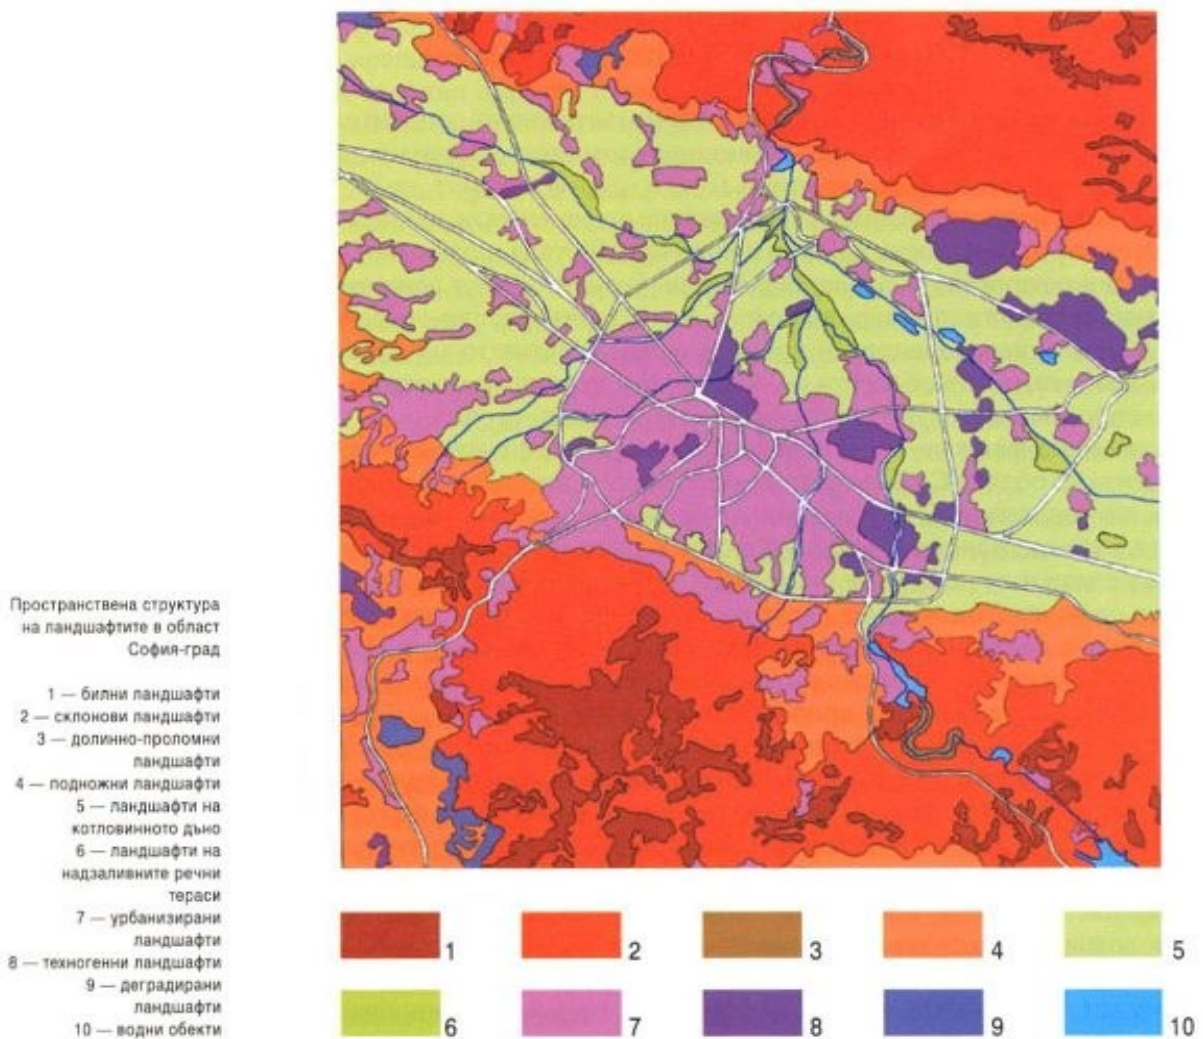 Пространствена структура
на ландшафтите в област
София-град
1 — билни ландшафти
2 — склонови ландшафти
3 — долинно-проломни
ландшафти
4 — подножни ландшафти
5 — ландшафти на
котловинното дъно
6 — ландшафти на
надзаливните речни
тераси
7 — урбанизирани
ландшафти
8 — техногенни ландшафти
9 — деградирани
ландшафти
10 — водни обекти
1 2 3 4 5
6 7 8 9 10